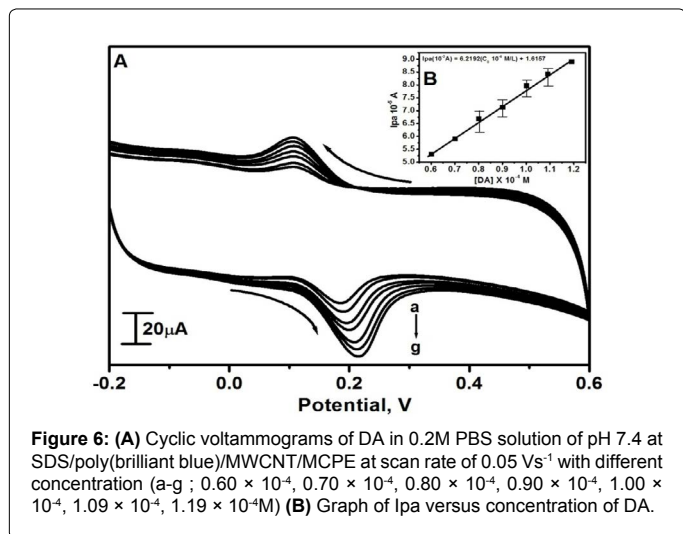 A
Ipa(10⁻⁵A) = 6.2192(C₀ 10⁻⁴ M/L) + 1.6157
B
9.0
8.5
8.0
7.5
7.0
6.5
6.0
5.5
5.0
Ipa 10⁻⁵ A
0.6 0.7 0.8 0.9 1.0 1.1 1.2
[DA] X 10⁻⁴ M
20µA
a
g
-0.2 0.0 0.2 0.4 0.6
Potential, V
Figure 6: (A) Cyclic voltammograms of DA in 0.2M PBS solution of pH 7.4 at
SDS/poly(brilliant blue)/MWCNT/MCPE at scan rate of 0.05 Vs⁻¹ with different
concentration (a-g ; 0.60 × 10⁻⁴, 0.70 × 10⁻⁴, 0.80 × 10⁻⁴, 0.90 × 10⁻⁴, 1.00 ×
10⁻⁴, 1.09 × 10⁻⁴, 1.19 × 10⁻⁴M) (B) Graph of Ipa versus concentration of DA.